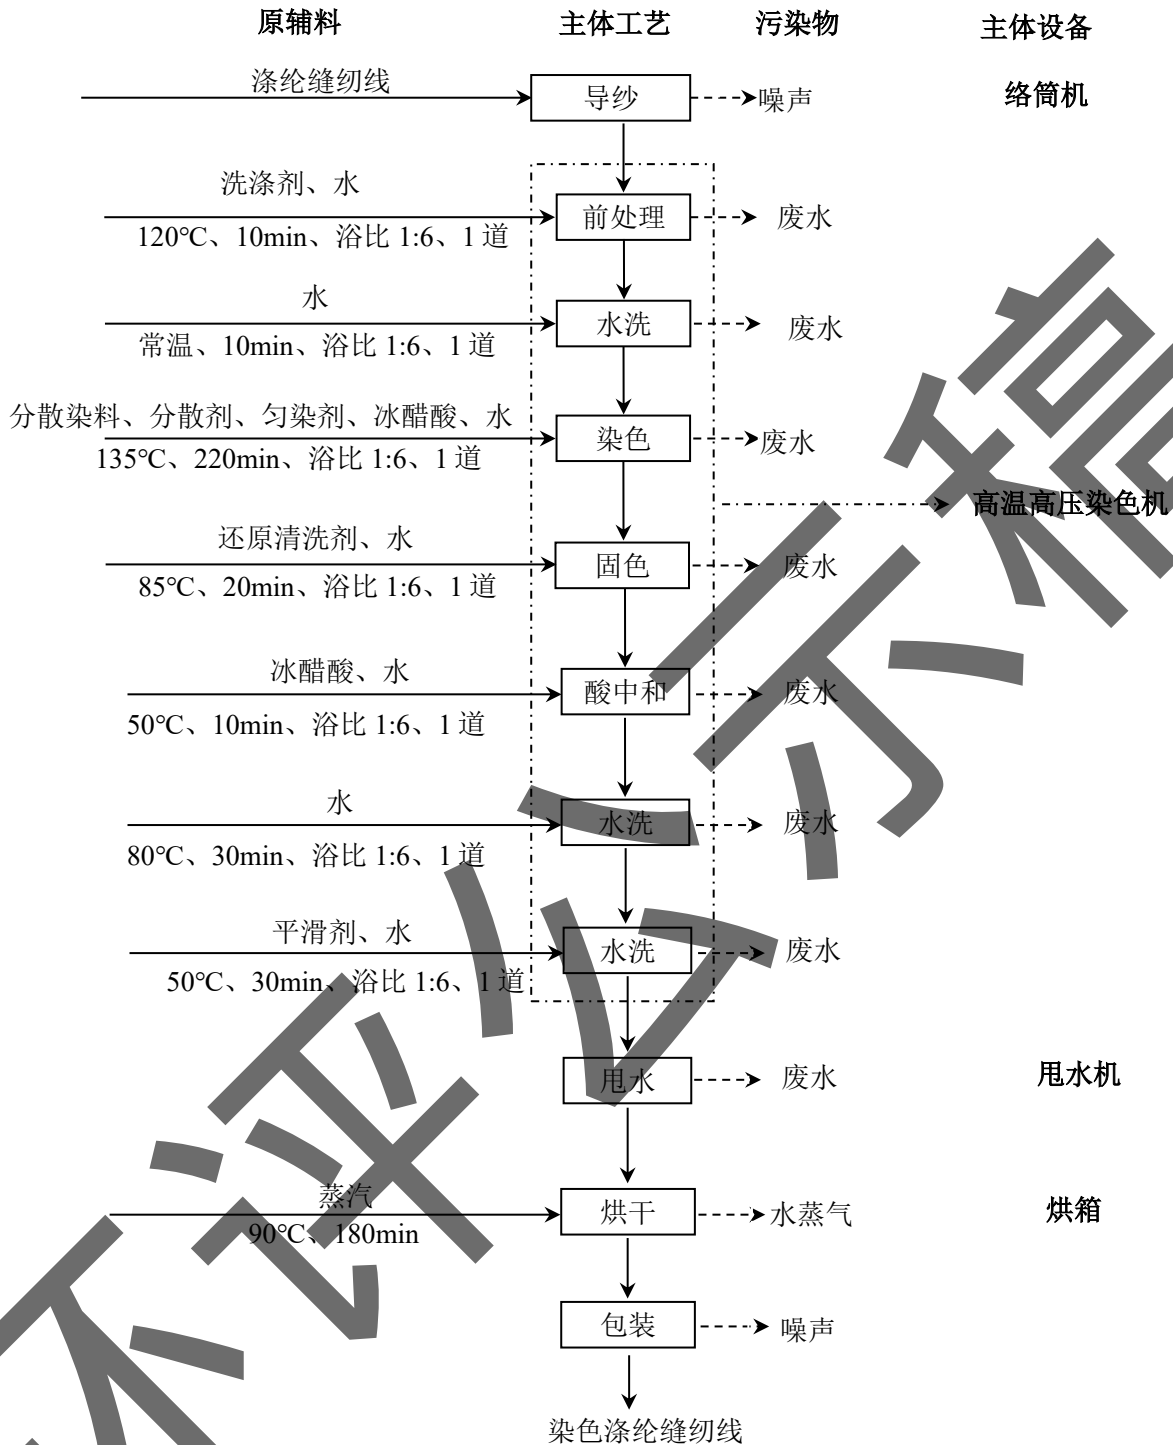 原辅料 主体工艺 污染物 主体设备
涤纶缝纫线 导纱 噪声 络筒机
洗涤剂、水
前处理 废水
120℃、10min、浴比 1:6、1 道
水
水洗 废水
常温、10min、浴比 1:6、1 道
分散染料、分散剂、匀染剂、冰醋酸、水
染色 废水
135℃、220min、浴比 1:6、1 道
高温高压染色机
还原清洗剂、水
固色 废水
85℃、20min、浴比 1:6、1 道
冰醋酸、水
酸中和 废水
50℃、10min、浴比 1:6、1 道
水
水洗 废水
80℃、30min、浴比 1:6、1 道
平滑剂、水
水洗 废水
50℃、30min、浴比 1:6、1 道
甩水 废水 甩水机
蒸汽
烘干 水蒸气 烘箱
90℃、180min
包装 噪声
染色涤纶缝纫线
环评公示稿